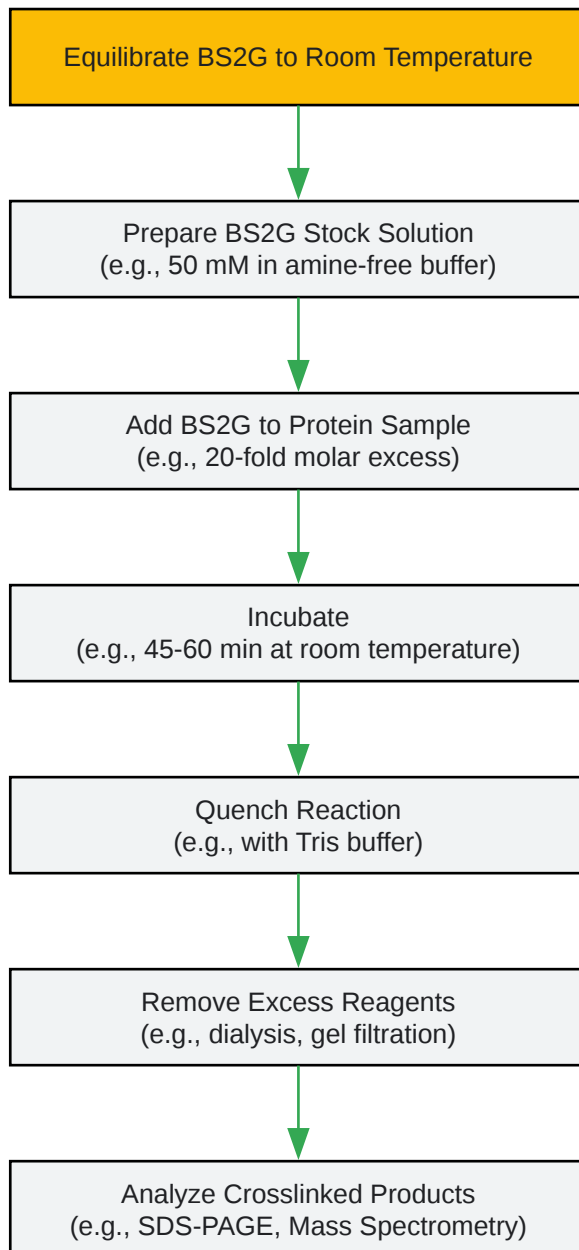 Equilibrate BS2G to Room Temperature
Prepare BS2G Stock Solution
(e.g., 50 mM in amine-free buffer)
Add BS2G to Protein Sample
(e.g., 20-fold molar excess)
Incubate
(e.g., 45-60 min at room temperature)
Quench Reaction
(e.g., with Tris buffer)
Remove Excess Reagents
(e.g., dialysis, gel filtration)
Analyze Crosslinked Products
(e.g., SDS-PAGE, Mass Spectrometry)